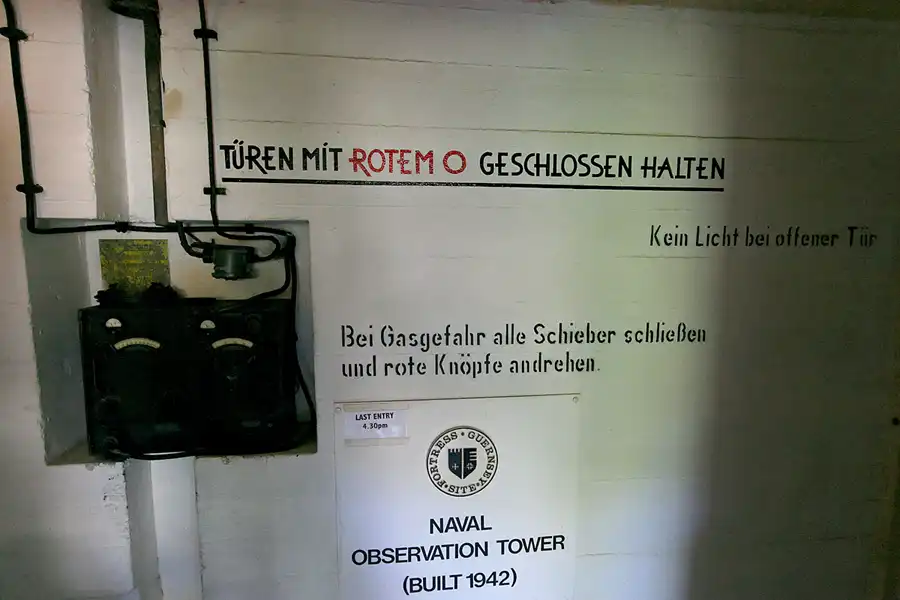 TÜREN MIT ROTEM O GESCHLOSSEN HALTEN
Kein Licht bei offener Tür
Bei Gasgefahr alle Schieber schließen
und rote Knöpfe andrehen.
LAST ENTRY
4.30pm
FORTRESS • GUERNSEY • SITE •
NAVAL
OBSERVATION TOWER
(BUILT 1942)